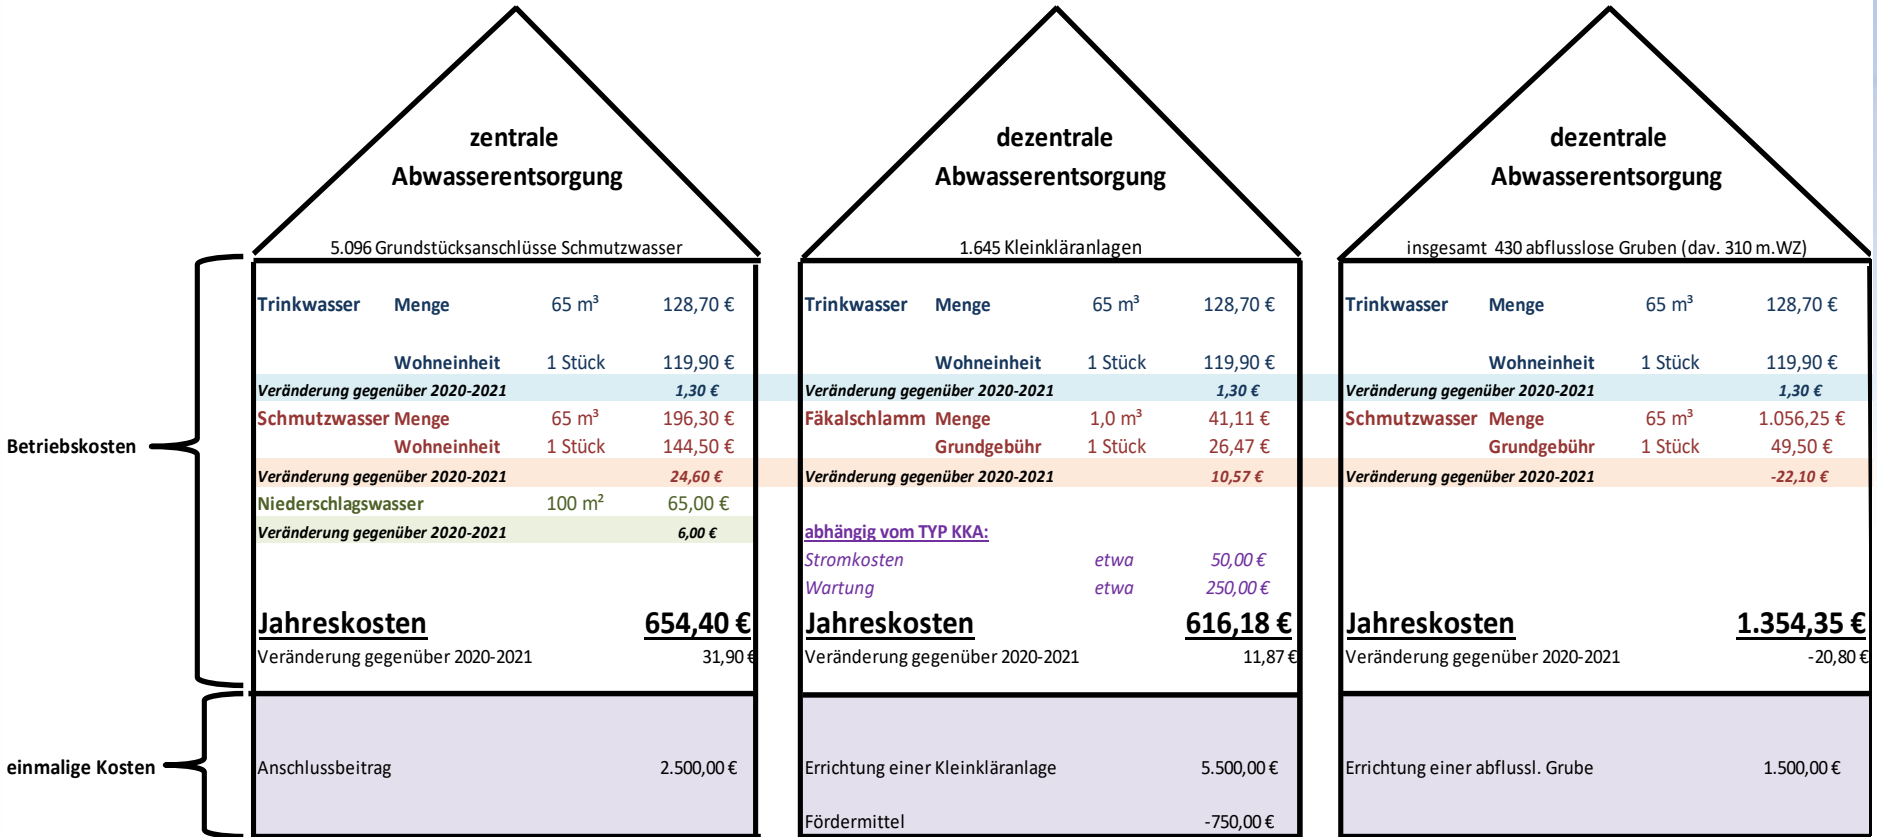 zentrale
Abwasserentsorgung
5.096 Grundstücksanschlüsse Schmutzwasser
Betriebskosten
Trinkwasser Menge 65 m³ 128,70 €
Wohneinheit 1 Stück 119,90 €
Veränderung gegenüber 2020-2021 1,30 €
Schmutzwasser Menge 65 m³ 196,30 €
Wohneinheit 1 Stück 144,50 €
Veränderung gegenüber 2020-2021 24,60 €
Niederschlagswasser 100 m² 65,00 €
Veränderung gegenüber 2020-2021 6,00 €
Jahreskosten 654,40 €
Veränderung gegenüber 2020-2021 31,90 €
einmalige Kosten
Anschlussbeitrag 2.500,00 €
dezentrale
Abwasserentsorgung
1.645 Kleinkläranlagen
Trinkwasser Menge 65 m³ 128,70 €
Wohneinheit 1 Stück 119,90 €
Veränderung gegenüber 2020-2021 1,30 €
Fäkalschlamm Menge 1,0 m³ 41,11 €
Grundgebühr 1 Stück 26,47 €
Veränderung gegenüber 2020-2021 10,57 €
abhängig vom TYP KKA:
Stromkosten etwa 50,00 €
Wartung etwa 250,00 €
Jahreskosten 616,18 €
Veränderung gegenüber 2020-2021 11,87 €
Errichtung einer Kleinkläranlage 5.500,00 €
Fördermittel -750,00 €
dezentrale
Abwasserentsorgung
insgesamt 430 abflusslose Gruben (dav. 310 m.WZ)
Trinkwasser Menge 65 m³ 128,70 €
Wohneinheit 1 Stück 119,90 €
Veränderung gegenüber 2020-2021 1,30 €
Schmutzwasser Menge 65 m³ 1.056,25 €
Grundgebühr 1 Stück 49,50 €
Veränderung gegenüber 2020-2021 -22,10 €
Jahreskosten 1.354,35 €
Veränderung gegenüber 2020-2021 -20,80 €
Errichtung einer abflussl. Grube 1.500,00 €